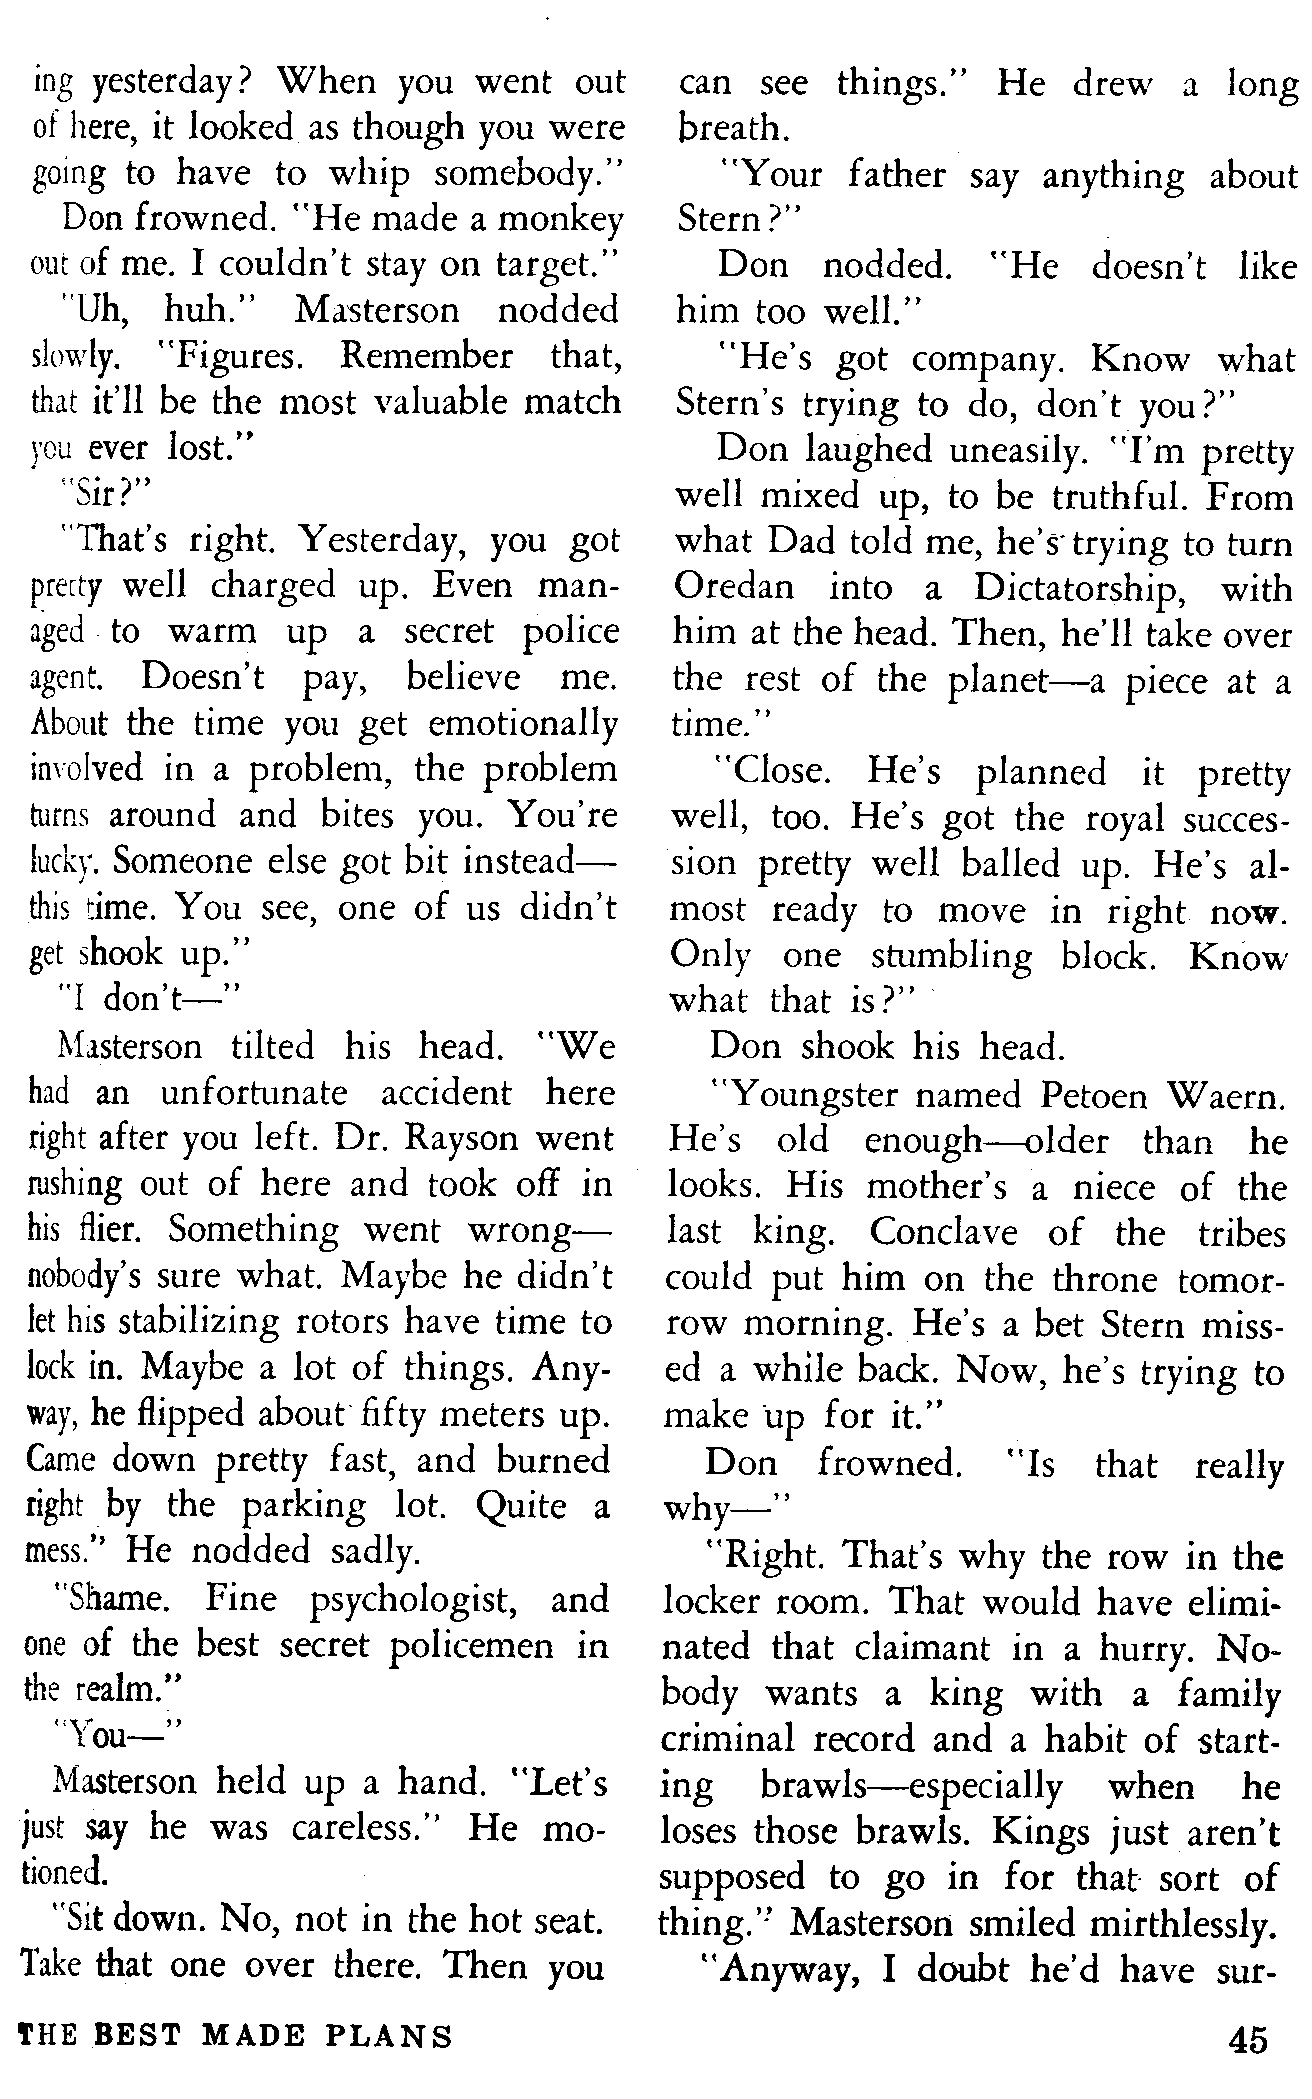 ing yesterday? When you went out
of here, it looked as though you were
going to have to whip somebody."
Don frowned. "He made a monkey
out of me. I couldn't stay on target."
"Uh, huh." Masterson nodded
slowly. "Figures. Remember that,
that it'll be the most valuable match
you ever lost."
"Sir?"
"That's right. Yesterday, you got
pretty well charged up. Even man-
aged to warm up a secret police
agent. Doesn't pay, believe me.
About the time you get emotionally
involved in a problem, the problem
turns around and bites you. You're
lucky. Someone else got bit instead—
this time. You see, one of us didn't
get shook up."
"I don't—"
Masterson tilted his head. "We
had an unfortunate accident here
right after you left. Dr. Rayson went
rushing out of here and took off in
his flier. Something went wrong—
nobody's sure what. Maybe he didn't
let his stabilizing rotors have time to
lock in. Maybe a lot of things. Any-
way, he flipped about fifty meters up.
Came down pretty fast, and burned
right by the parking lot. Quite a
mess." He nodded sadly.
"Shame. Fine psychologist, and
one of the best secret policemen in
the realm."
"You—"
Masterson held up a hand. "Let's
just say he was careless." He mo-
tioned.
"Sit down. No, not in the hot seat.
Take that one over there. Then you
can see things." He drew a long
breath.
"Your father say anything about
Stern?"
Don nodded. "He doesn't like
him too well."
"He's got company. Know what
Stern's trying to do, don't you?"
Don laughed uneasily. "I'm pretty
well mixed up, to be truthful. From
what Dad told me, he's trying to turn
Oredan into a Dictatorship, with
him at the head. Then, he'll take over
the rest of the planet—a piece at a
time."
"Close. He's planned it pretty
well, too. He's got the royal succes-
sion pretty well balled up. He's al-
most ready to move in right now.
Only one stumbling block. Know
what that is?"
Don shook his head.
"Youngster named Petoen Waern.
He's old enough—older than he
looks. His mother's a niece of the
last king. Conclave of the tribes
could put him on the throne tomor-
row morning. He's a bet Stern miss-
ed a while back. Now, he's trying to
make up for it."
Don frowned. "Is that really
why—"
"Right. That's why the row in the
locker room. That would have elimi-
nated that claimant in a hurry. No-
body wants a king with a family
criminal record and a habit of start-
ing brawls—especially when he
loses those brawls. Kings just aren't
supposed to go in for that sort of
thing." Masterson smiled mirthlessly.
"Anyway, I doubt he'd have sur-
THE BEST MADE PLANS
45